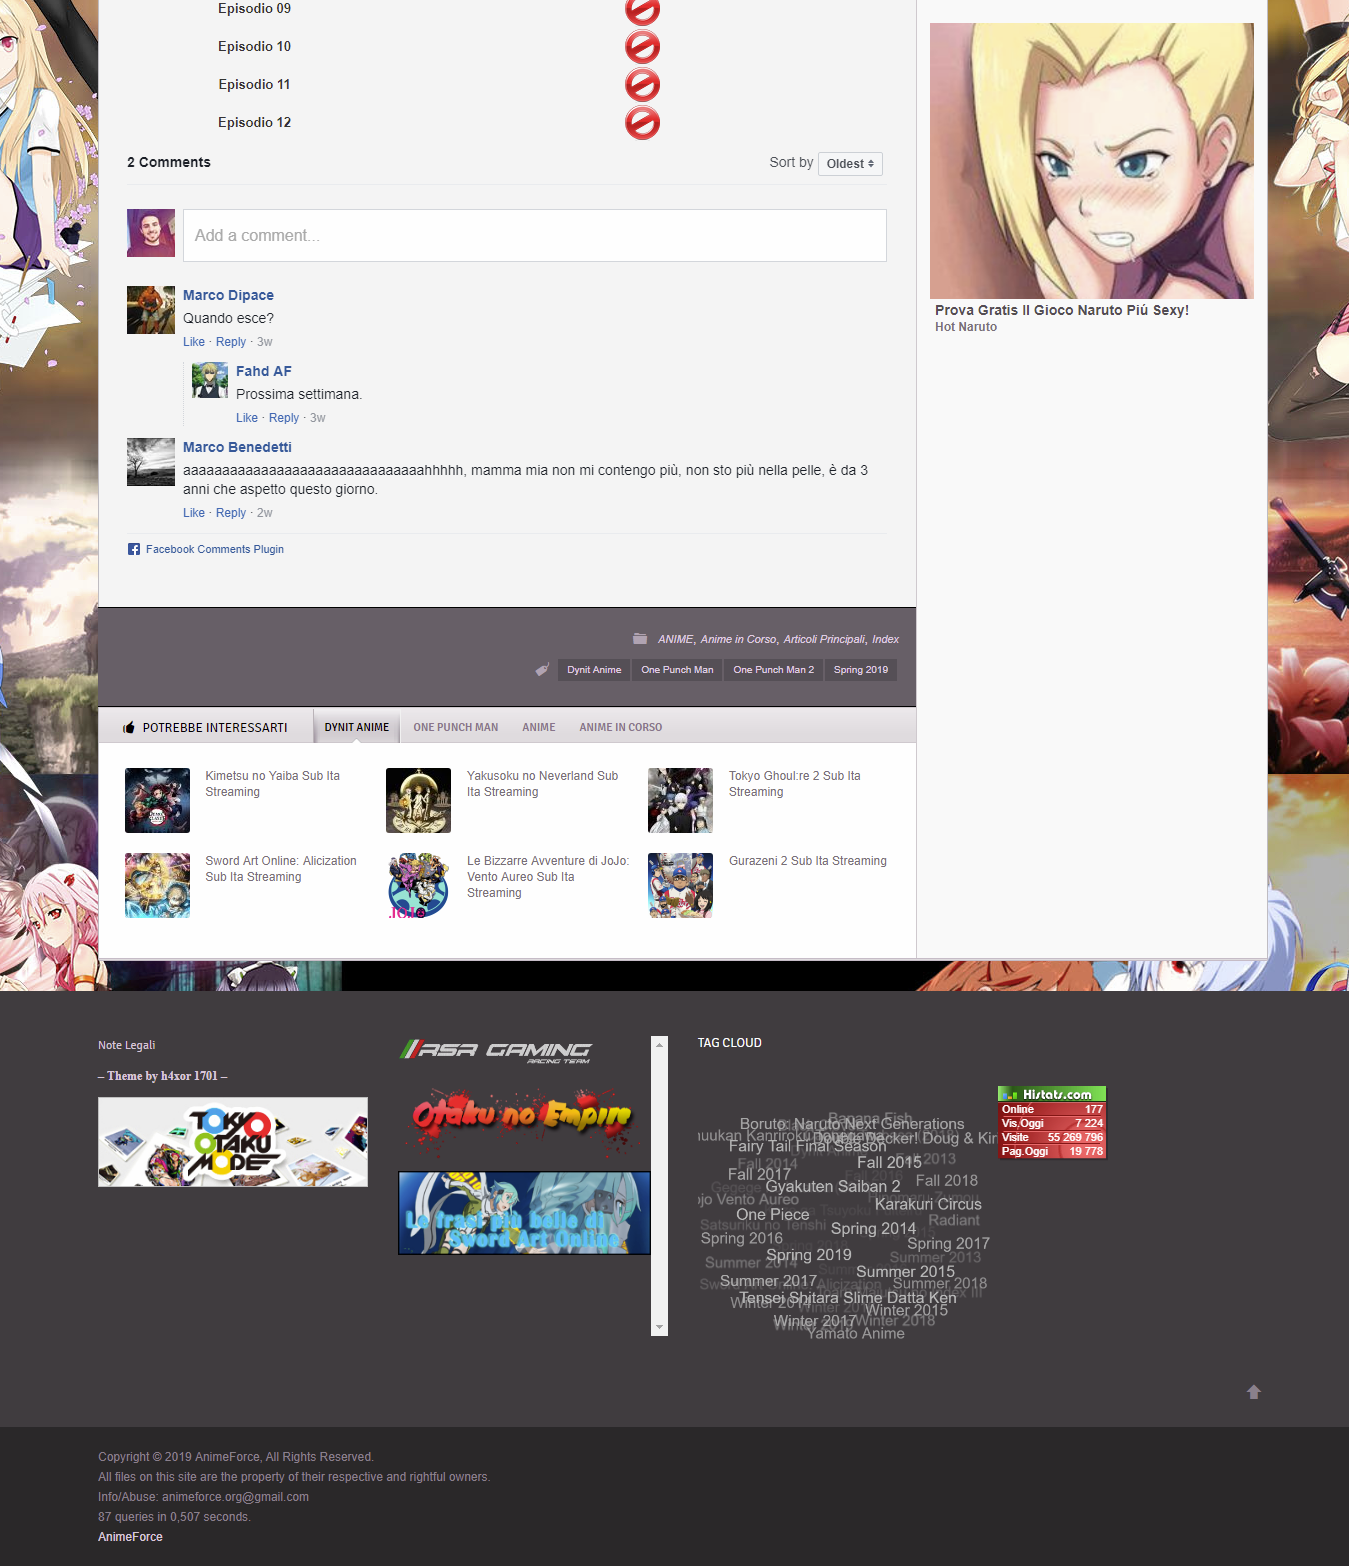 Episodio 09
Episodio 10
Episodio 11
Episodio 12
2 Comments
Sort by Oldest
Add a comment...
Marco Dipace
Quando esce?
Like · Reply · 3w
Fahd AF
Prossima settimana.
Like · Reply · 3w
Marco Benedetti
aaaaaaaaaaaaaaaaaaaaaaaaaaaaaaahhhhh, mamma mia non mi contengo più, non sto più nella pelle, è da 3
anni che aspetto questo giorno.
Like · Reply · 2w
Facebook Comments Plugin
Prova Gratis Il Gioco Naruto Piú Sexy!
Hot Naruto
ANIME, Anime in Corso, Articoli Principali, Index
Dynit Anime One Punch Man One Punch Man 2 Spring 2019
POTREBBE INTERESSARTI DYNIT ANIME ONE PUNCH MAN ANIME ANIME IN CORSO
Kimetsu no Yaiba Sub Ita
Streaming
Yakusoku no Neverland Sub
Ita Streaming
Tokyo Ghoul:re 2 Sub Ita
Streaming
Sword Art Online: Alicization
Sub Ita Streaming
Le Bizzarre Avventure di JoJo:
Vento Aureo Sub Ita
Streaming
Gurazeni 2 Sub Ita Streaming
Note Legali
– Theme by h4xor 1701 –
TOKYO
OTAKU
MODE
RSR GAMING
RACING TEAM
Otaku no Empire
Le frasi più belle di
Sword Art Online
TAG CLOUD
Banana Fish
Boruto: Naruto Next Generations
Double Decker! Doug & Kir
Fairy Tail Final Season
Fall 2013
Fall 2014
Fall 2015
Fall 2017
Fall 2018
Gyakuten Saiban 2
ojo Vento Aureo
Karakuri Circus
One Piece
Radiant
Satsuriku no Tenshi
Spring 2014
Spring 2016
Spring 2017
Spring 2019
Summer 2013
Summer 2014
Summer 2015
Summer 2017
Summer 2018
Sword Art Online: Alicization
Tensei Shitara Slime Datta Ken
Winter 2014
Winter 2015
Winter 2017
Winter 2018
Yamato Anime
Histats.com
Online 177
Vis.Oggi 7 224
Visite 55 269 796
Pag.Oggi 19 778
Copyright © 2019 AnimeForce, All Rights Reserved.
All files on this site are the property of their respective and rightful owners.
Info/Abuse: animeforce.org@gmail.com
87 queries in 0,507 seconds.
AnimeForce